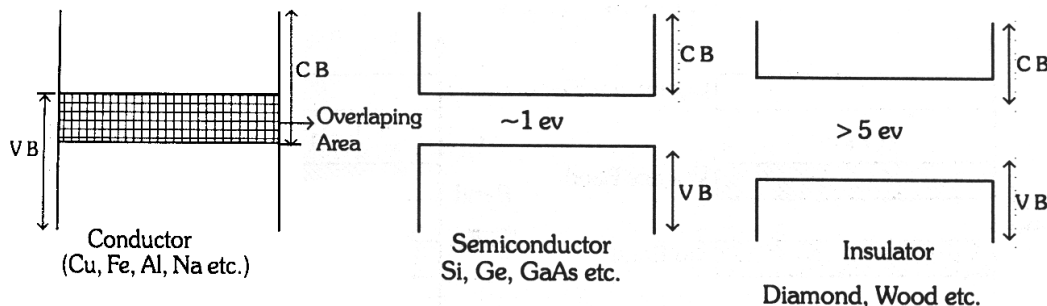 C B
V B
Overlaping
Area
Conductor
(Cu, Fe, Al, Na etc.)
C B
~1 ev
V B
Semiconductor
Si, Ge, GaAs etc.
C B
> 5 ev
V B
Insulator
Diamond, Wood etc.